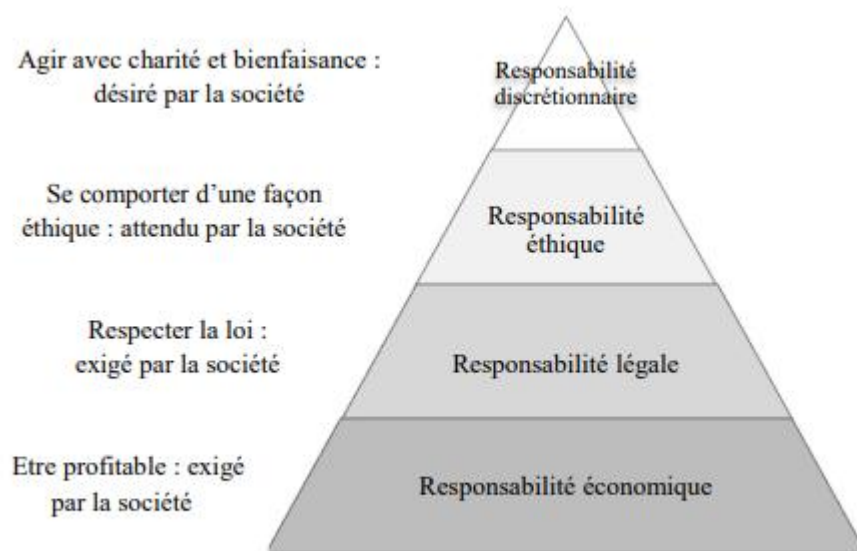 Agir avec charité et bienfaisance :
désiré par la société
Responsabilité
discrétionnaire
Se comporter d'une façon
éthique : attendu par la société
Responsabilité
éthique
Respecter la loi :
exigé par la société
Responsabilité légale
Etre profitable : exigé
par la société
Responsabilité économique